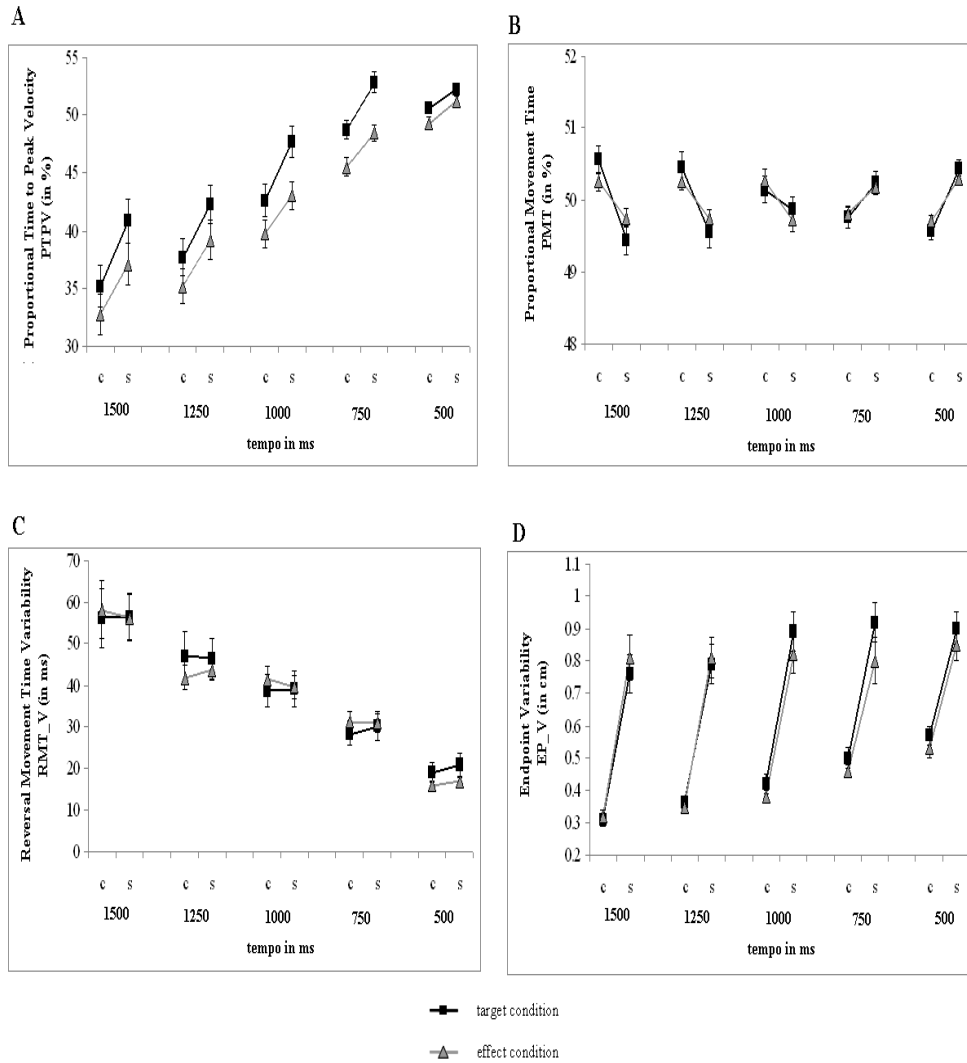 A
Proportional Time to Peak Velocity
PTPV (in %)
55
50
45
40
35
30
c s c s c s c s c s
1500 1250 1000 750 500
tempo in ms
B
Proportional Movement Time
PMT (in %)
52
51
50
49
48
c s c s c s c s c s
1500 1250 1000 750 500
tempo in ms
C
Reversal Movement Time Variability
RMT_V (in ms)
70
60
50
40
30
20
10
0
c s c s c s c s c s
1500 1250 1000 750 500
tempo in ms
D
Endpoint Variability
EP_V (in cm)
1.1
1
0.9
0.8
0.7
0.6
0.5
0.4
0.3
0.2
c s c s c s c s c s
1500 1250 1000 750 500
tempo in ms
target condition
effect condition